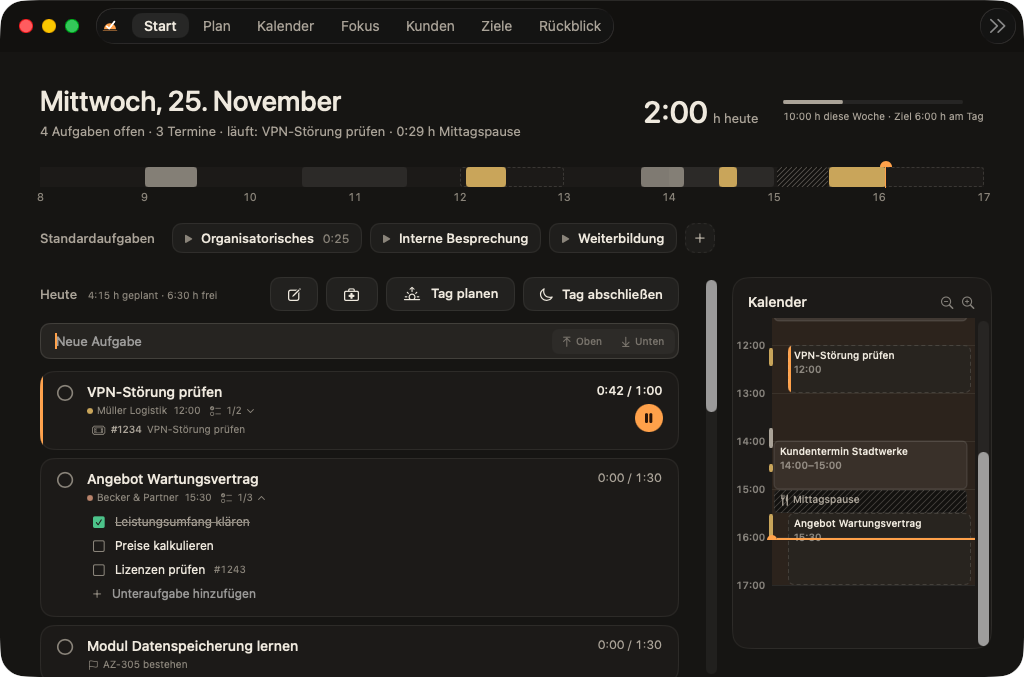 Start Plan Kalender Fokus Kunden Ziele Rückblick
Mittwoch, 25. November
4 Aufgaben offen · 3 Termine · läuft: VPN-Störung prüfen · 0:29 h Mittagspause
2:00 h heute
10:00 h diese Woche · Ziel 6:00 h am Tag
8 9 10 11 12 13 14 15 16 17
Standardaufgaben
Organisatorisches 0:25
Interne Besprechung
Weiterbildung
+
Heute 4:15 h geplant · 6:30 h frei
Tag planen
Tag abschließen
Neue Aufgabe
Oben
Unten
VPN-Störung prüfen
0:42 / 1:00
Müller Logistik 12:00 1/2
#1234 VPN-Störung prüfen
Angebot Wartungsvertrag
0:00 / 1:30
Becker & Partner 15:30 1/3
Leistungsumfang klären
Preise kalkulieren
Lizenzen prüfen #1243
+ Unteraufgabe hinzufügen
Modul Datenspeicherung lernen
0:00 / 1:30
AZ-305 bestehen
Kalender
12:00
VPN-Störung prüfen
12:00
13:00
14:00
Kundentermin Stadtwerke
14:00–15:00
15:00
Mittagspause
Angebot Wartungsvertrag
15:30
16:00
17:00